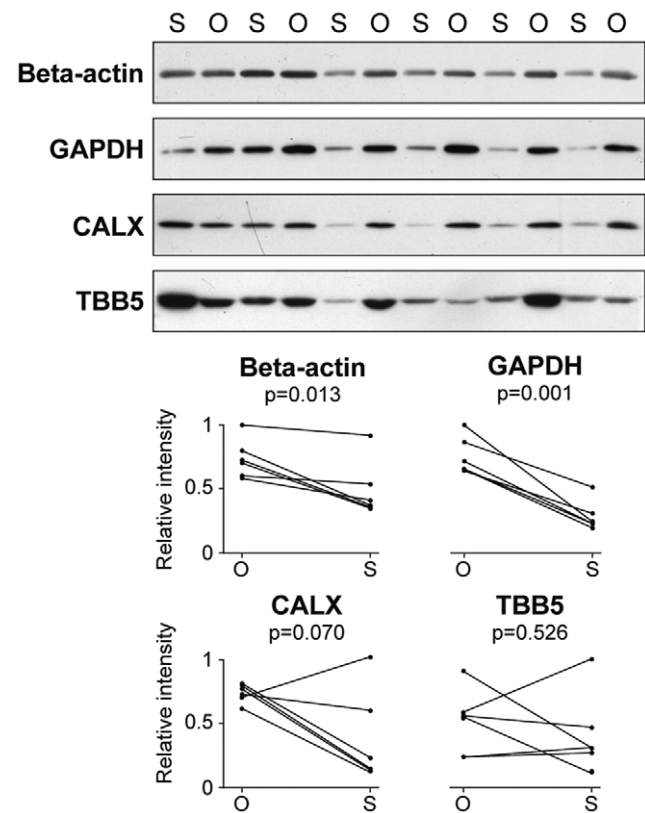 S O S O S O S O S O S O
Beta-actin
GAPDH
CALX
TBB5
Beta-actin GAPDH
p=0.013 p=0.001
Relative intensity
1
0.5
0
O S O S
CALX TBB5
p=0.070 p=0.526
Relative intensity
1
0.5
0
O S O S